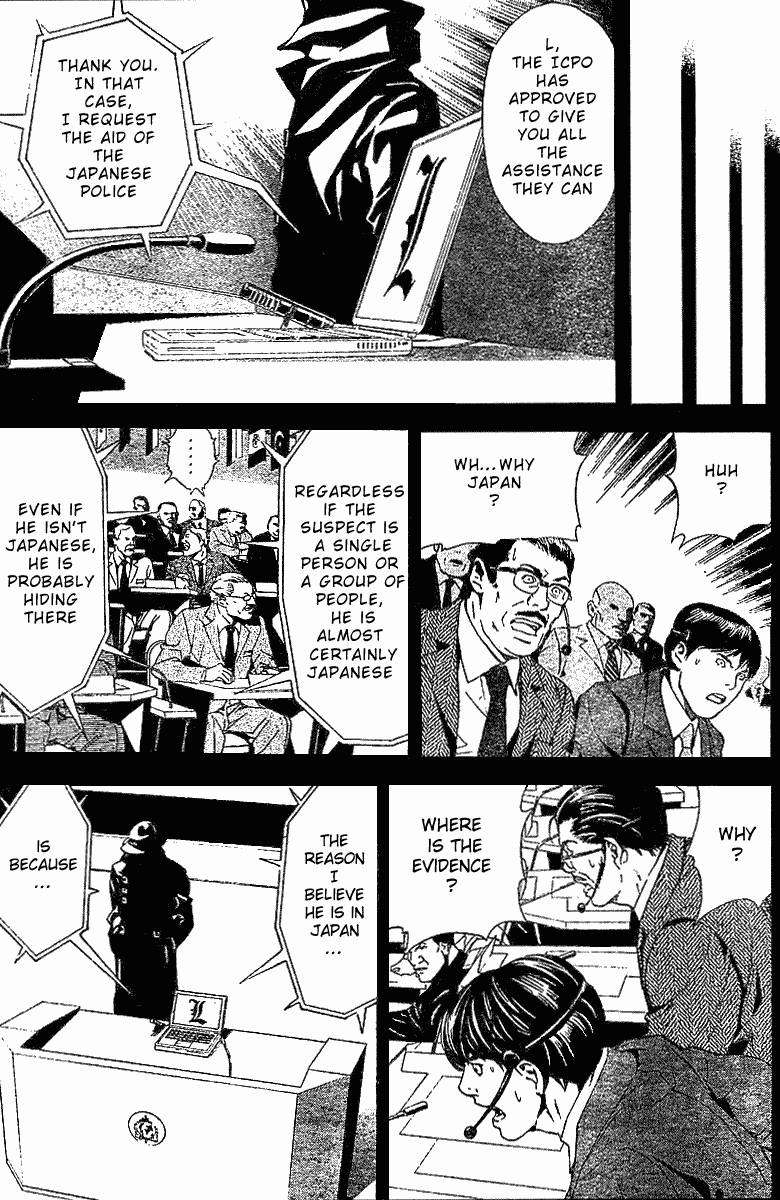 L,
THE ICPO
HAS
APPROVED
TO GIVE
YOU ALL
THE
ASSISTANCE
THEY CAN
THANK YOU.
IN THAT
CASE,
I REQUEST
THE AID OF
THE
JAPANESE
POLICE
HUH
?
WH...WHY
JAPAN
?
REGARDLESS
IF THE
SUSPECT IS
A SINGLE
PERSON OR
A GROUP OF
PEOPLE,
HE IS
ALMOST
CERTAINLY
JAPANESE
....
EVEN IF
HE ISN'T
JAPANESE,
HE IS
PROBABLY
HIDING
THERE
WHY
?
WHERE
IS THE
EVIDENCE
?
THE
REASON
I
BELIEVE
HE IS IN
JAPAN
...
IS
BECAUSE
...
L